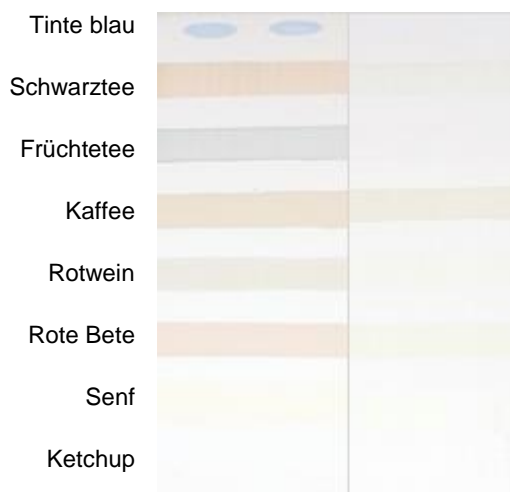 Tinte blau
Schwarztee
Früchtetee
Kaffee
Rotwein
Rote Bete
Senf
Ketchup